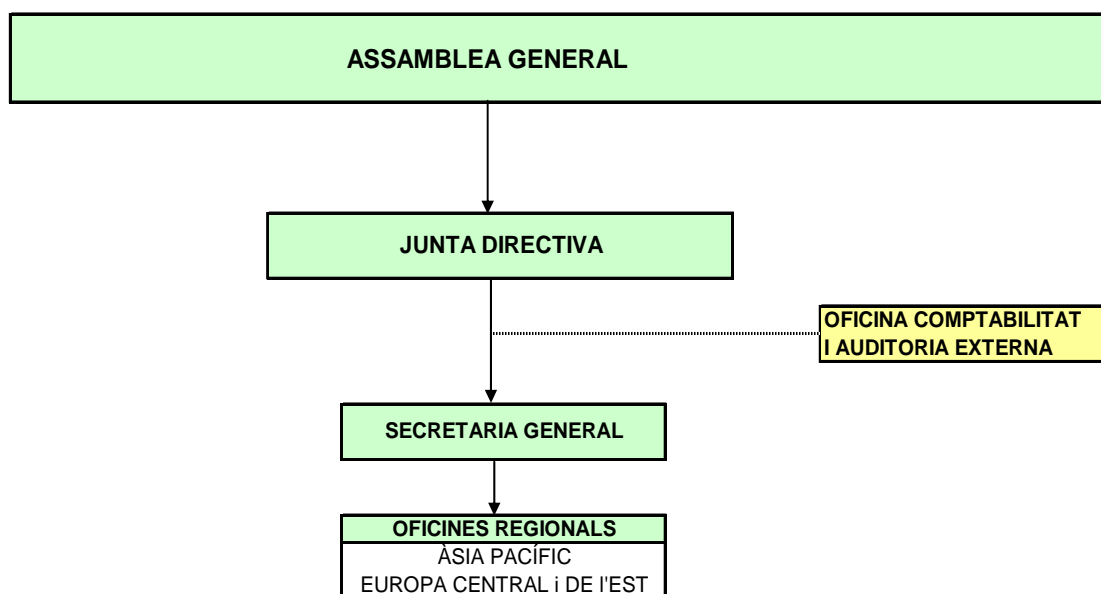 ASSAMBLEA GENERAL
JUNTA DIRECTIVA
OFICINA COMPTABILITAT
I AUDITORIA EXTERNA
SECRETARIA GENERAL
OFICINES REGIONALS
ÀSIA PACÍFIC
EUROPA CENTRAL i DE l'EST